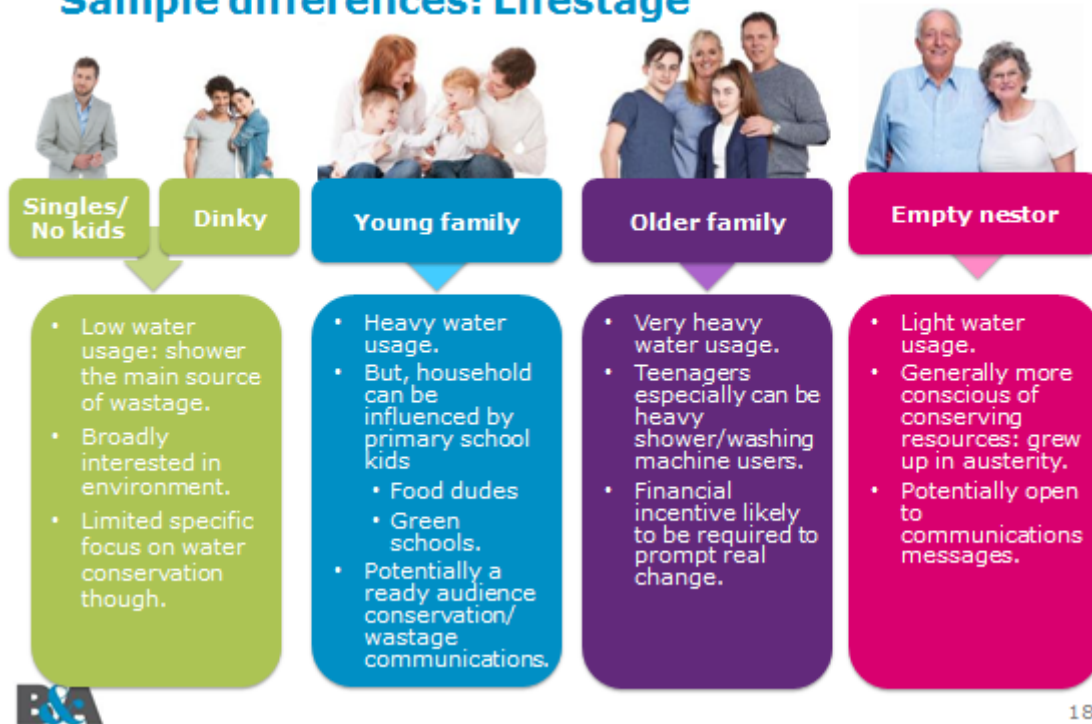 Sample differences: Lifestage
Singles/
No kids
Dinky
Young family
Older family
Empty nestor
• Low water
usage: shower
the main source
of wastage.
• Broadly
interested in
environment.
• Limited specific
focus on water
conservation
though.
• Heavy water
usage.
• But, household
can be
influenced by
primary school
kids
• Food dudes
• Green
schools.
• Potentially a
ready audience
conservation/
wastage
communications.
• Very heavy
water usage.
• Teenagers
especially can be
heavy
shower/washing
machine users.
• Financial
incentive likely
to be required to
prompt real
change.
• Light water
usage.
• Generally more
conscious of
conserving
resources: grew
up in austerity.
• Potentially open
to
communications
messages.
B&A
18